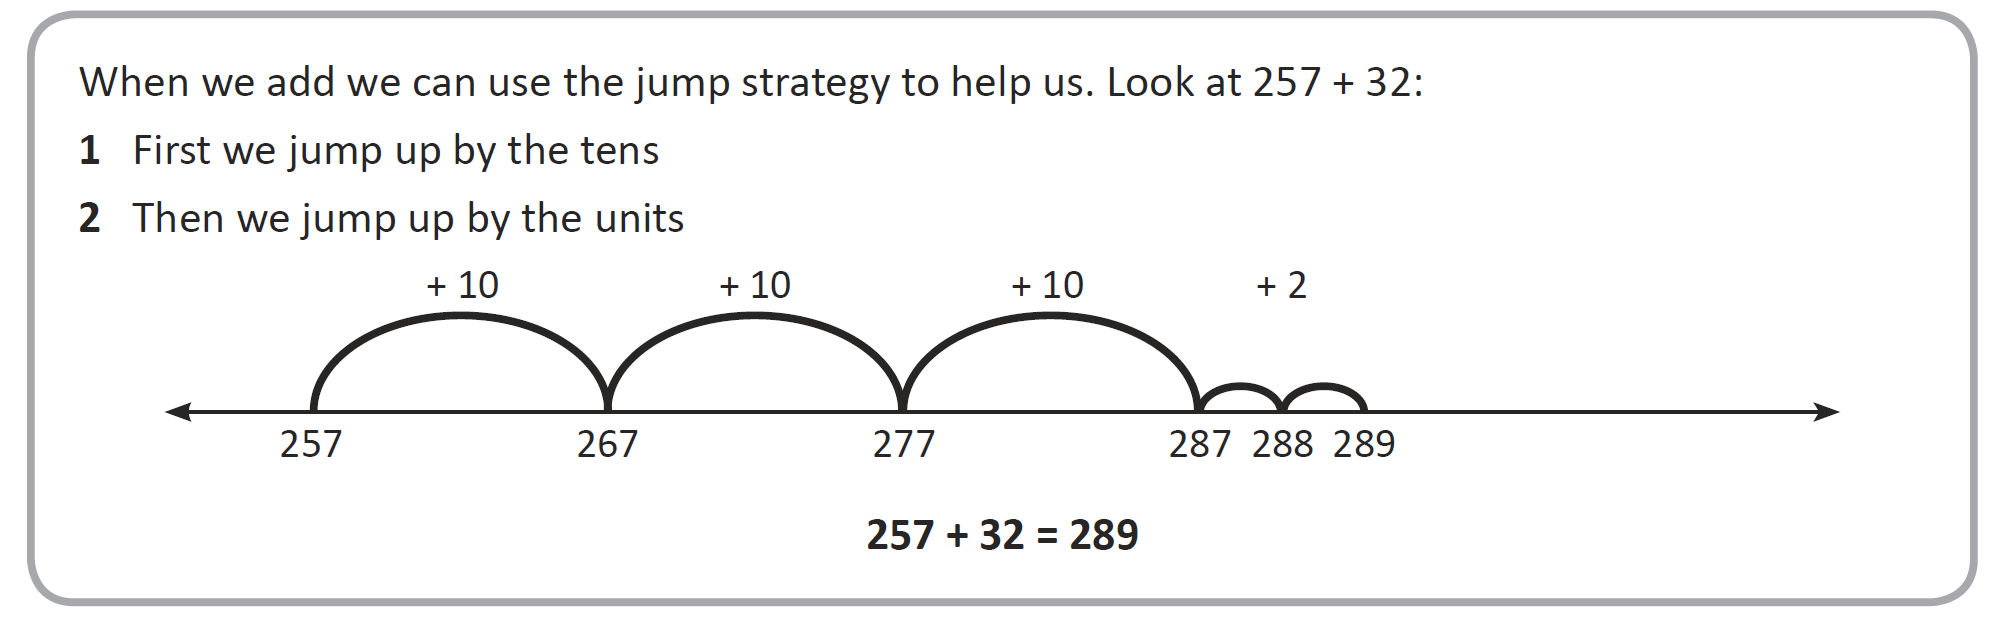 When we add we can use the jump strategy to help us. Look at 257 + 32:
1 First we jump up by the tens
2 Then we jump up by the units
+ 10 + 10 + 10 + 2
257 267 277 287 288 289
257 + 32 = 289